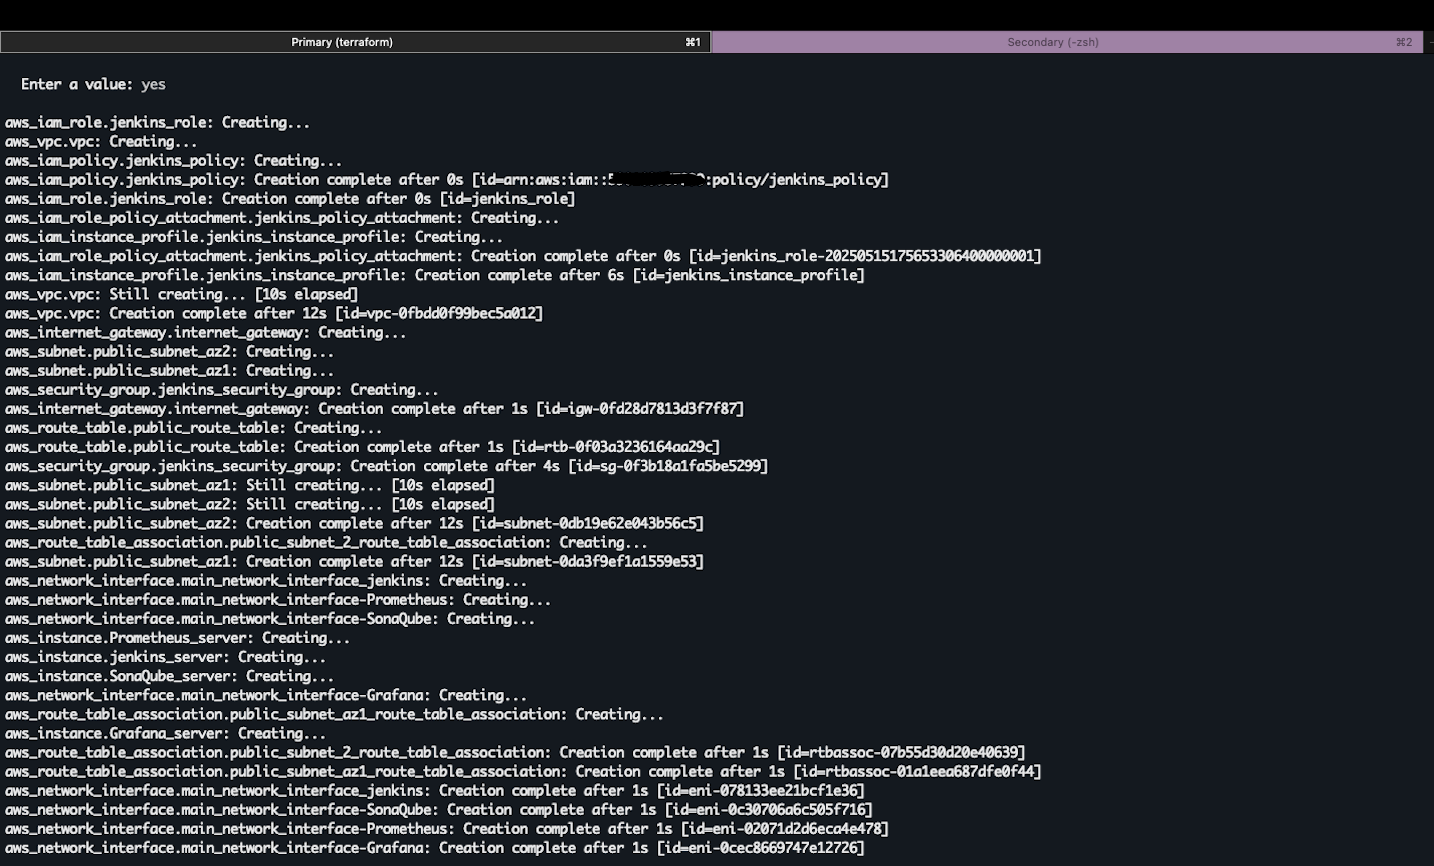 Primary (terraform) ⌘1 Secondary (-zsh) ⌘2
Enter a value: yes
aws_iam_role.jenkins_role: Creating...
aws_vpc.vpc: Creating...
aws_iam_policy.jenkins_policy: Creating...
aws_iam_policy.jenkins_policy: Creation complete after 0s [id=arn:aws:iam:::policy/jenkins_policy]
aws_iam_role.jenkins_role: Creation complete after 0s [id=jenkins_role]
aws_iam_role_policy_attachment.jenkins_policy_attachment: Creating...
aws_iam_instance_profile.jenkins_instance_profile: Creating...
aws_iam_role_policy_attachment.jenkins_policy_attachment: Creation complete after 0s [id=jenkins_role-20250515175653306400000001]
aws_iam_instance_profile.jenkins_instance_profile: Creation complete after 6s [id=jenkins_instance_profile]
aws_vpc.vpc: Still creating... [10s elapsed]
aws_vpc.vpc: Creation complete after 12s [id=vpc-0fbdd0f99bec5a012]
aws_internet_gateway.internet_gateway: Creating...
aws_subnet.public_subnet_az2: Creating...
aws_subnet.public_subnet_az1: Creating...
aws_security_group.jenkins_security_group: Creating...
aws_internet_gateway.internet_gateway: Creation complete after 1s [id=igw-0fd28d7813d3f7f87]
aws_route_table.public_route_table: Creating...
aws_route_table.public_route_table: Creation complete after 1s [id=rtb-0f03a3236164aa29c]
aws_security_group.jenkins_security_group: Creation complete after 4s [id=sg-0f3b18a1fa5be5299]
aws_subnet.public_subnet_az1: Still creating... [10s elapsed]
aws_subnet.public_subnet_az2: Still creating... [10s elapsed]
aws_subnet.public_subnet_az2: Creation complete after 12s [id=subnet-0db19e62e043b56c5]
aws_route_table_association.public_subnet_2_route_table_association: Creating...
aws_subnet.public_subnet_az1: Creation complete after 12s [id=subnet-0da3f9ef1a1559e53]
aws_network_interface.main_network_interface_jenkins: Creating...
aws_network_interface.main_network_interface-Prometheus: Creating...
aws_network_interface.main_network_interface-SonaQube: Creating...
aws_instance.Prometheus_server: Creating...
aws_instance.jenkins_server: Creating...
aws_instance.SonaQube_server: Creating...
aws_network_interface.main_network_interface-Grafana: Creating...
aws_route_table_association.public_subnet_az1_route_table_association: Creating...
aws_instance.Grafana_server: Creating...
aws_route_table_association.public_subnet_2_route_table_association: Creation complete after 1s [id=rtbassoc-07b55d30d20e40639]
aws_route_table_association.public_subnet_az1_route_table_association: Creation complete after 1s [id=rtbassoc-01a1eea687dfe0f44]
aws_network_interface.main_network_interface_jenkins: Creation complete after 1s [id=eni-078133ee21bcf1e36]
aws_network_interface.main_network_interface-SonaQube: Creation complete after 1s [id=eni-0c30706a6c505f716]
aws_network_interface.main_network_interface-Prometheus: Creation complete after 1s [id=eni-02071d2d6eca4e478]
aws_network_interface.main_network_interface-Grafana: Creation complete after 1s [id=eni-0cec8669747e12726]